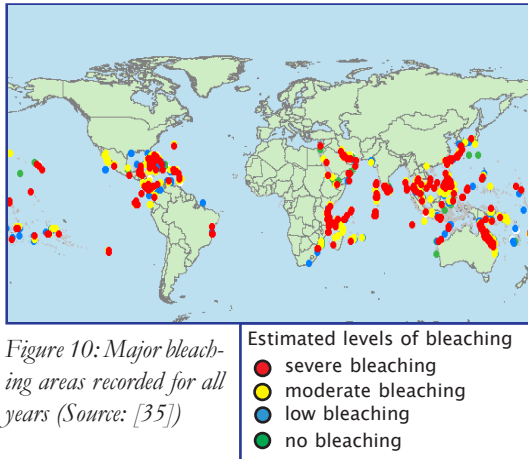 Figure 10: Major bleach-
ing areas recorded for all
years (Source: [35])
Estimated levels of bleaching
severe bleaching
moderate bleaching
low bleaching
no bleaching